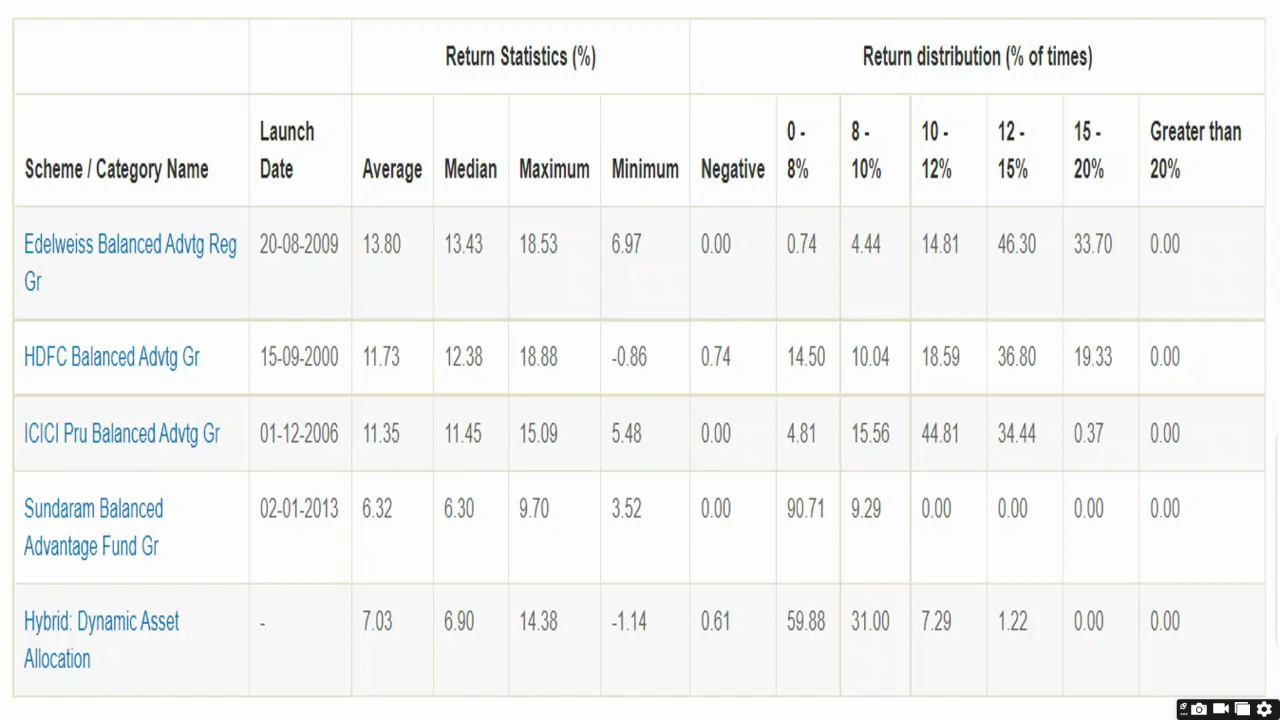 Return Statistics (%) Return distribution (% of times)
Launch 0 - 8 - 10 - 12 - 15 - Greater than
Scheme / Category Name Date Average Median Maximum Minimum Negative 8% 10% 12% 15% 20% 20%
Edelweiss Balanced Advtg Reg 20-08-2009 13.80 13.43 18.53 6.97 0.00 0.74 4.44 14.81 46.30 33.70 0.00
Gr
HDFC Balanced Advtg Gr 15-09-2000 11.73 12.38 18.88 -0.86 0.74 14.50 10.04 18.59 36.80 19.33 0.00
ICICI Pru Balanced Advtg Gr 01-12-2006 11.35 11.45 15.09 5.48 0.00 4.81 15.56 44.81 34.44 0.37 0.00
Sundaram Balanced 02-01-2013 6.32 6.30 9.70 3.52 0.00 90.71 9.29 0.00 0.00 0.00 0.00
Advantage Fund Gr
Hybrid: Dynamic Asset - 7.03 6.90 14.38 -1.14 0.61 59.88 31.00 7.29 1.22 0.00 0.00
Allocation